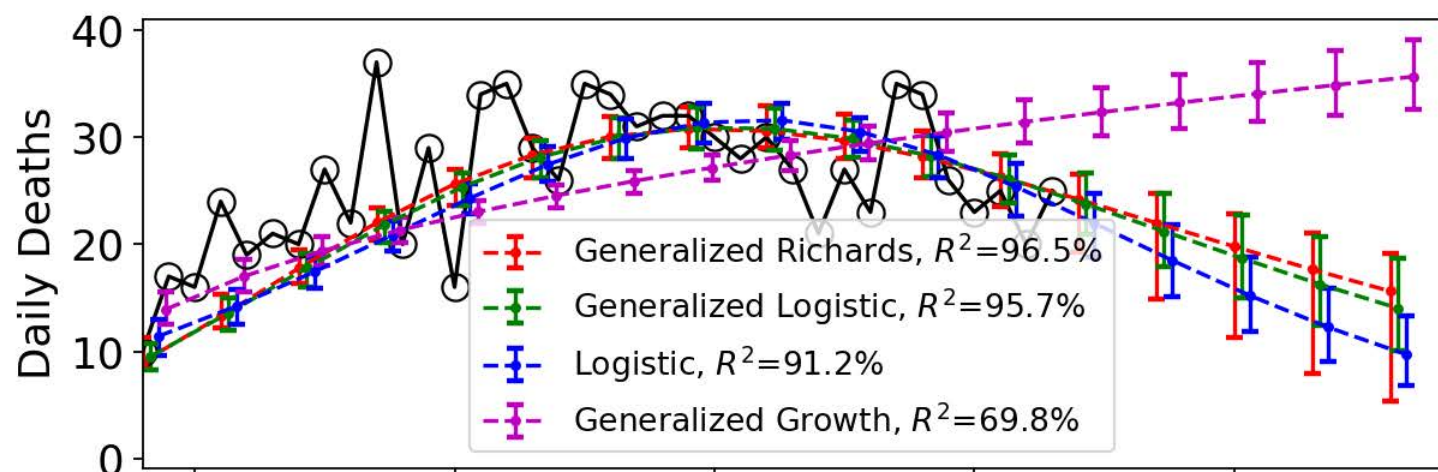 Daily Deaths
40
30
20
10
0
Generalized Richards, R²=96.5%
Generalized Logistic, R²=95.7%
Logistic, R²=91.2%
Generalized Growth, R²=69.8%